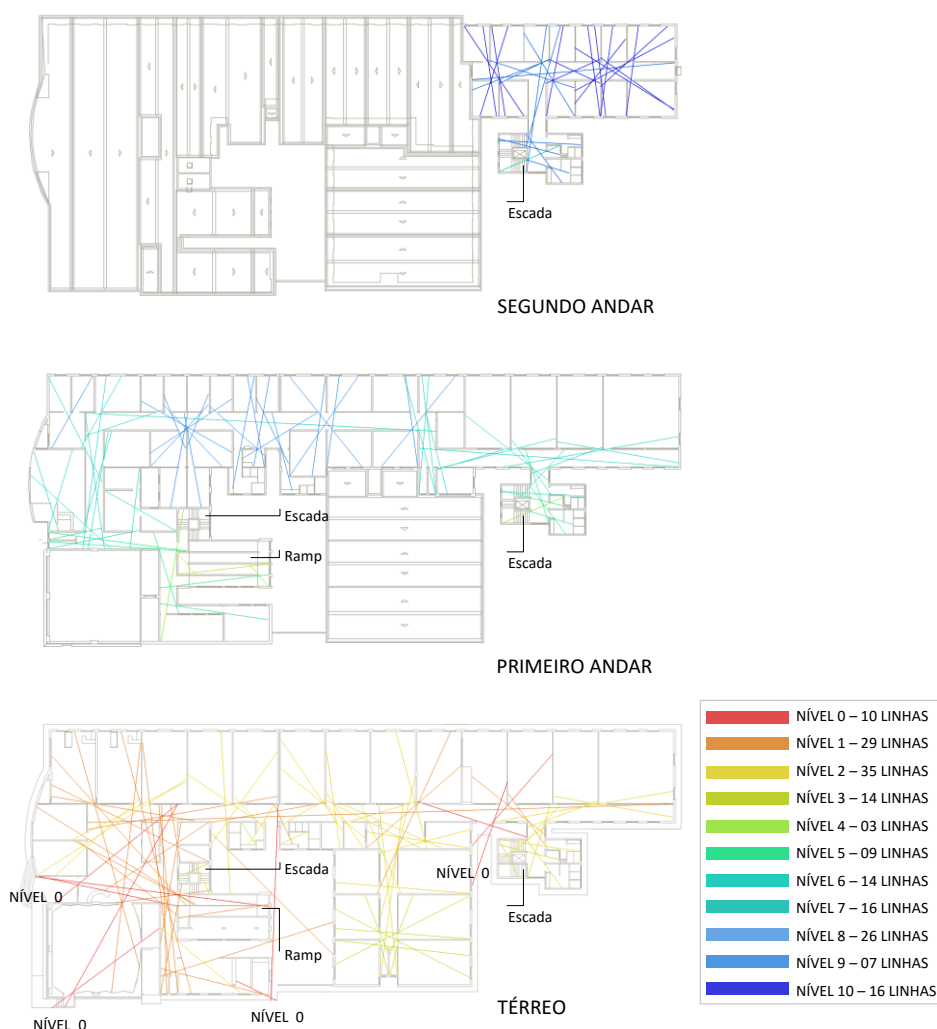 Escada
SEGUNDO ANDAR
Escada
Ramp
Escada
PRIMEIRO ANDAR
NÍVEL 0 – 10 LINHAS
NÍVEL 1 – 29 LINHAS
NÍVEL 2 – 35 LINHAS
NÍVEL 3 – 14 LINHAS
NÍVEL 4 – 03 LINHAS
NÍVEL 5 – 09 LINHAS
NÍVEL 6 – 14 LINHAS
NÍVEL 7 – 16 LINHAS
NÍVEL 8 – 26 LINHAS
NÍVEL 9 – 07 LINHAS
NÍVEL 10 – 16 LINHAS
Escada
NÍVEL 0
NÍVEL 0
Escada
Ramp
TÉRREO
NÍVEL 0
NÍVEL 0